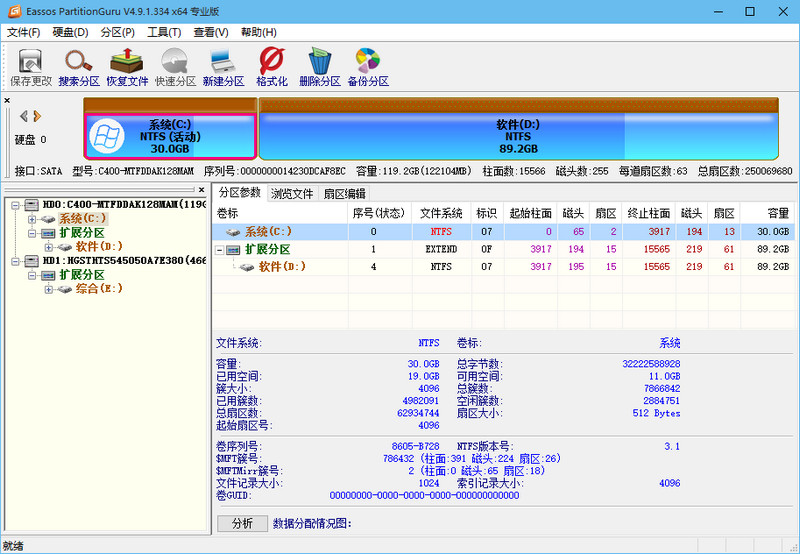 Eassos PartitionGuru V4.9.1.334 x64 专业版
文件(F) 硬盘(D) 分区(P) 工具(T) 查看(V) 帮助(H)
保存更改 搜索分区 恢复文件 快速分区 新建分区 格式化 删除分区 备份分区
硬盘 0
系统(C:)
NTFS (活动)
30.0GB
软件(D:)
NTFS
89.2GB
接口:SATA 型号:C400-MTFDDAK128MAM 序列号:0000000014230DCAF8EC 容量:119.2GB(122104MB) 柱面数:15566 磁头数:255 每道扇区数:63 总扇区数:250069680
HD0:C400-MTFDDAK128MAM(119G
系统(C:)
扩展分区
软件(D:)
HD1:HGSTHTS545050A7E380(466
扩展分区
综合(E:)
分区参数 浏览文件 扇区编辑
卷标 序号(状态) 文件系统 标识 起始柱面 磁头 扇区 终止柱面 磁头 扇区 容量
系统(C:) 0 NTFS 07 0 65 2 3917 194 13 30.0GB
扩展分区 1 EXTEND 0F 3917 194 15 15565 219 61 89.2GB
软件(D:) 4 NTFS 07 3917 195 15 15565 219 61 89.2GB
文件系统: NTFS 卷标: 系统
容量: 30.0GB 总字节数: 32222588928
已用空间: 19.0GB 可用空间: 11.0GB
簇大小: 4096 总簇数: 7866842
已用簇数: 4982091 空闲簇数: 2884751
总扇区数: 62934744 扇区大小: 512 Bytes
起始扇区号: 4096
卷序列号: 8605-B728 NTFS版本号: 3.1
$MFT簇号: 786432 (柱面:391 磁头:224 扇区:26)
$MFTMirr簇号: 2 (柱面:0 磁头:65 扇区:18)
文件记录大小: 1024 索引记录大小: 4096
卷GUID: 00000000-0000-0000-0000-000000000000
分析 数据分配情况图:
就绪